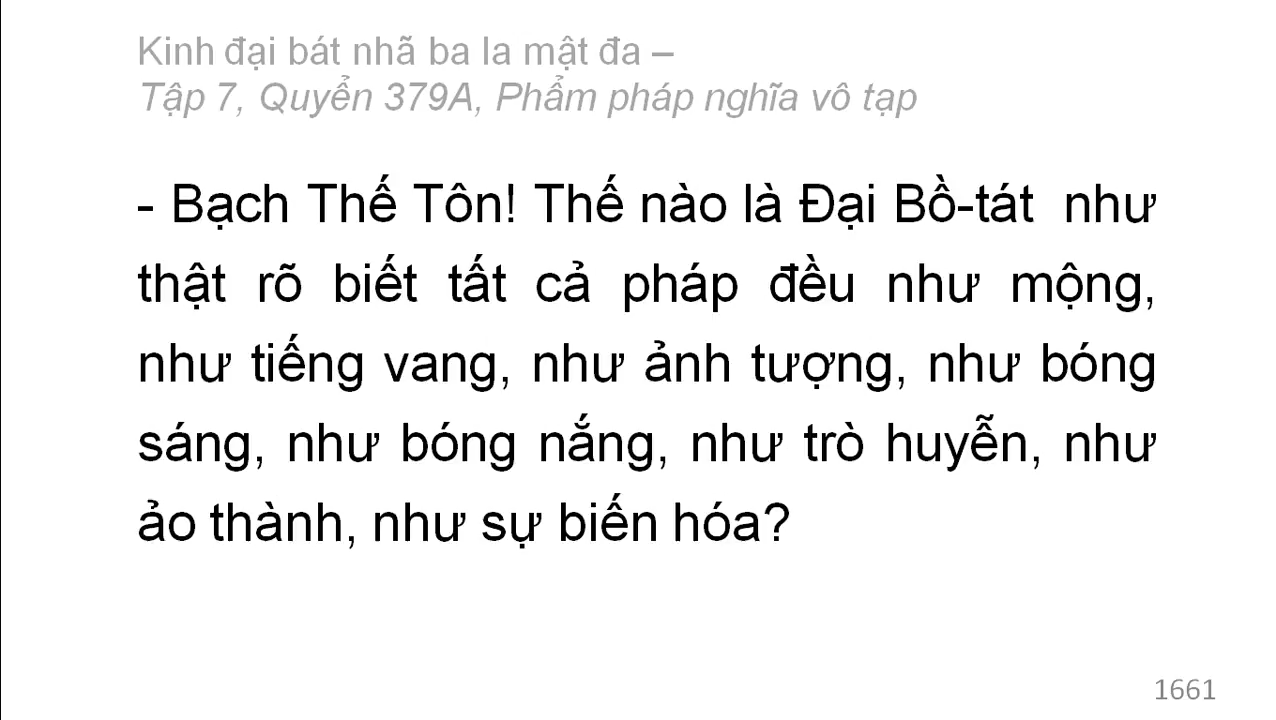 Kinh đại bát nhã ba la mật đa –
Tập 7, Quyển 379A, Phẩm pháp nghĩa vô tạp
- Bạch Thế Tôn! Thế nào là Đại Bồ-tát như
thật rõ biết tất cả pháp đều như mộng,
như tiếng vang, như ảnh tượng, như bóng
sáng, như bóng nắng, như trò huyễn, như
ảo thành, như sự biến hóa?
1661